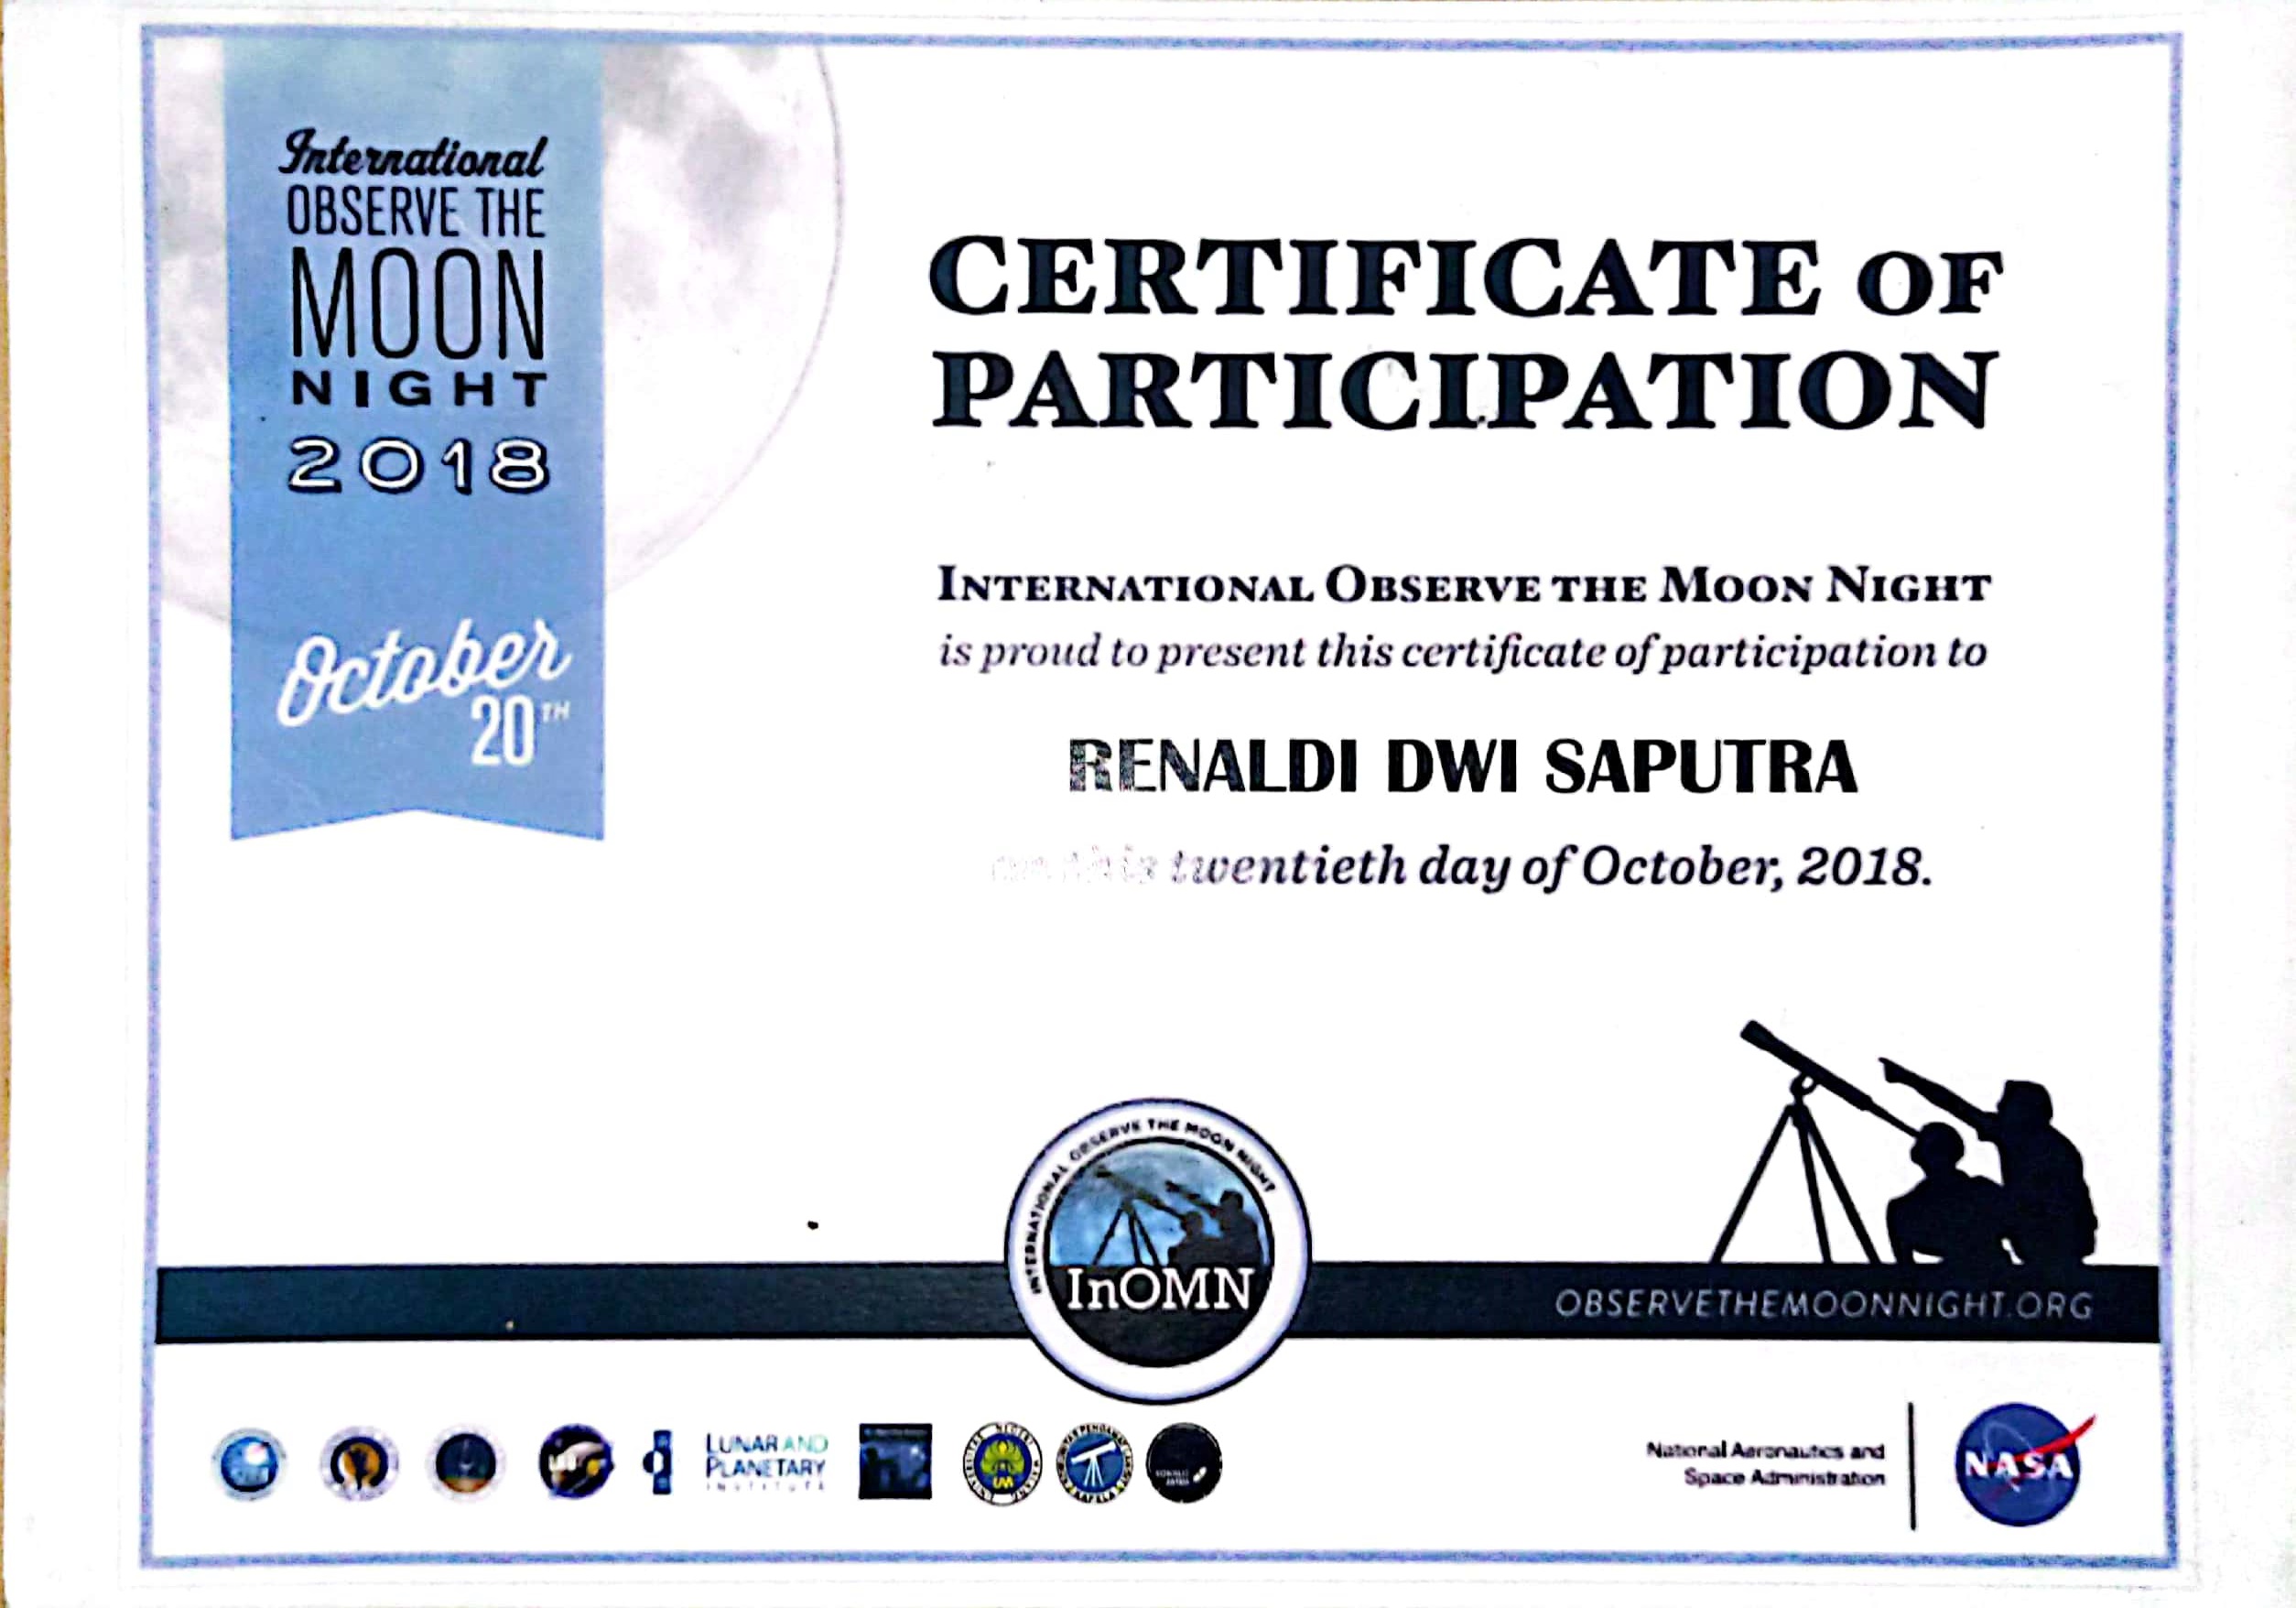 International
OBSERVE THE
MOON
NIGHT
2018
October
20TH
CERTIFICATE OF
PARTICIPATION
INTERNATIONAL OBSERVE THE MOON NIGHT
is proud to present this certificate of participation to
RENALDI DWI SAPUTRA
on this twentieth day of October, 2018.
INTERNATIONAL OBSERVE THE MOON NIGHT
InOMN
OBSERVETHEMOONNIGHT.ORG
LUNAR AND
PLANETARY
INSTITUTE
National Aeronautics and
Space Administration
NASA